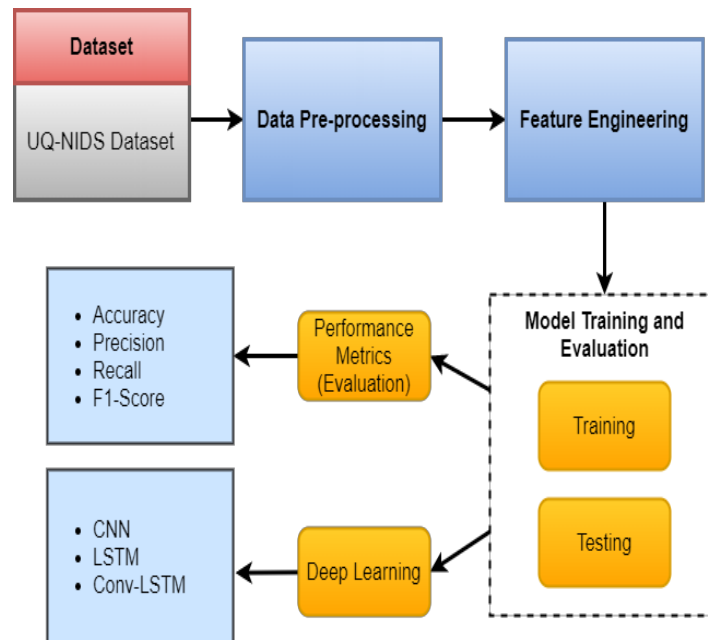 Dataset
UQ-NIDS Dataset
Data Pre-processing
Feature Engineering
Model Training and
Evaluation
Training
Testing
Performance
Metrics
(Evaluation)
• Accuracy
• Precision
• Recall
• F1-Score
Deep Learning
• CNN
• LSTM
• Conv-LSTM